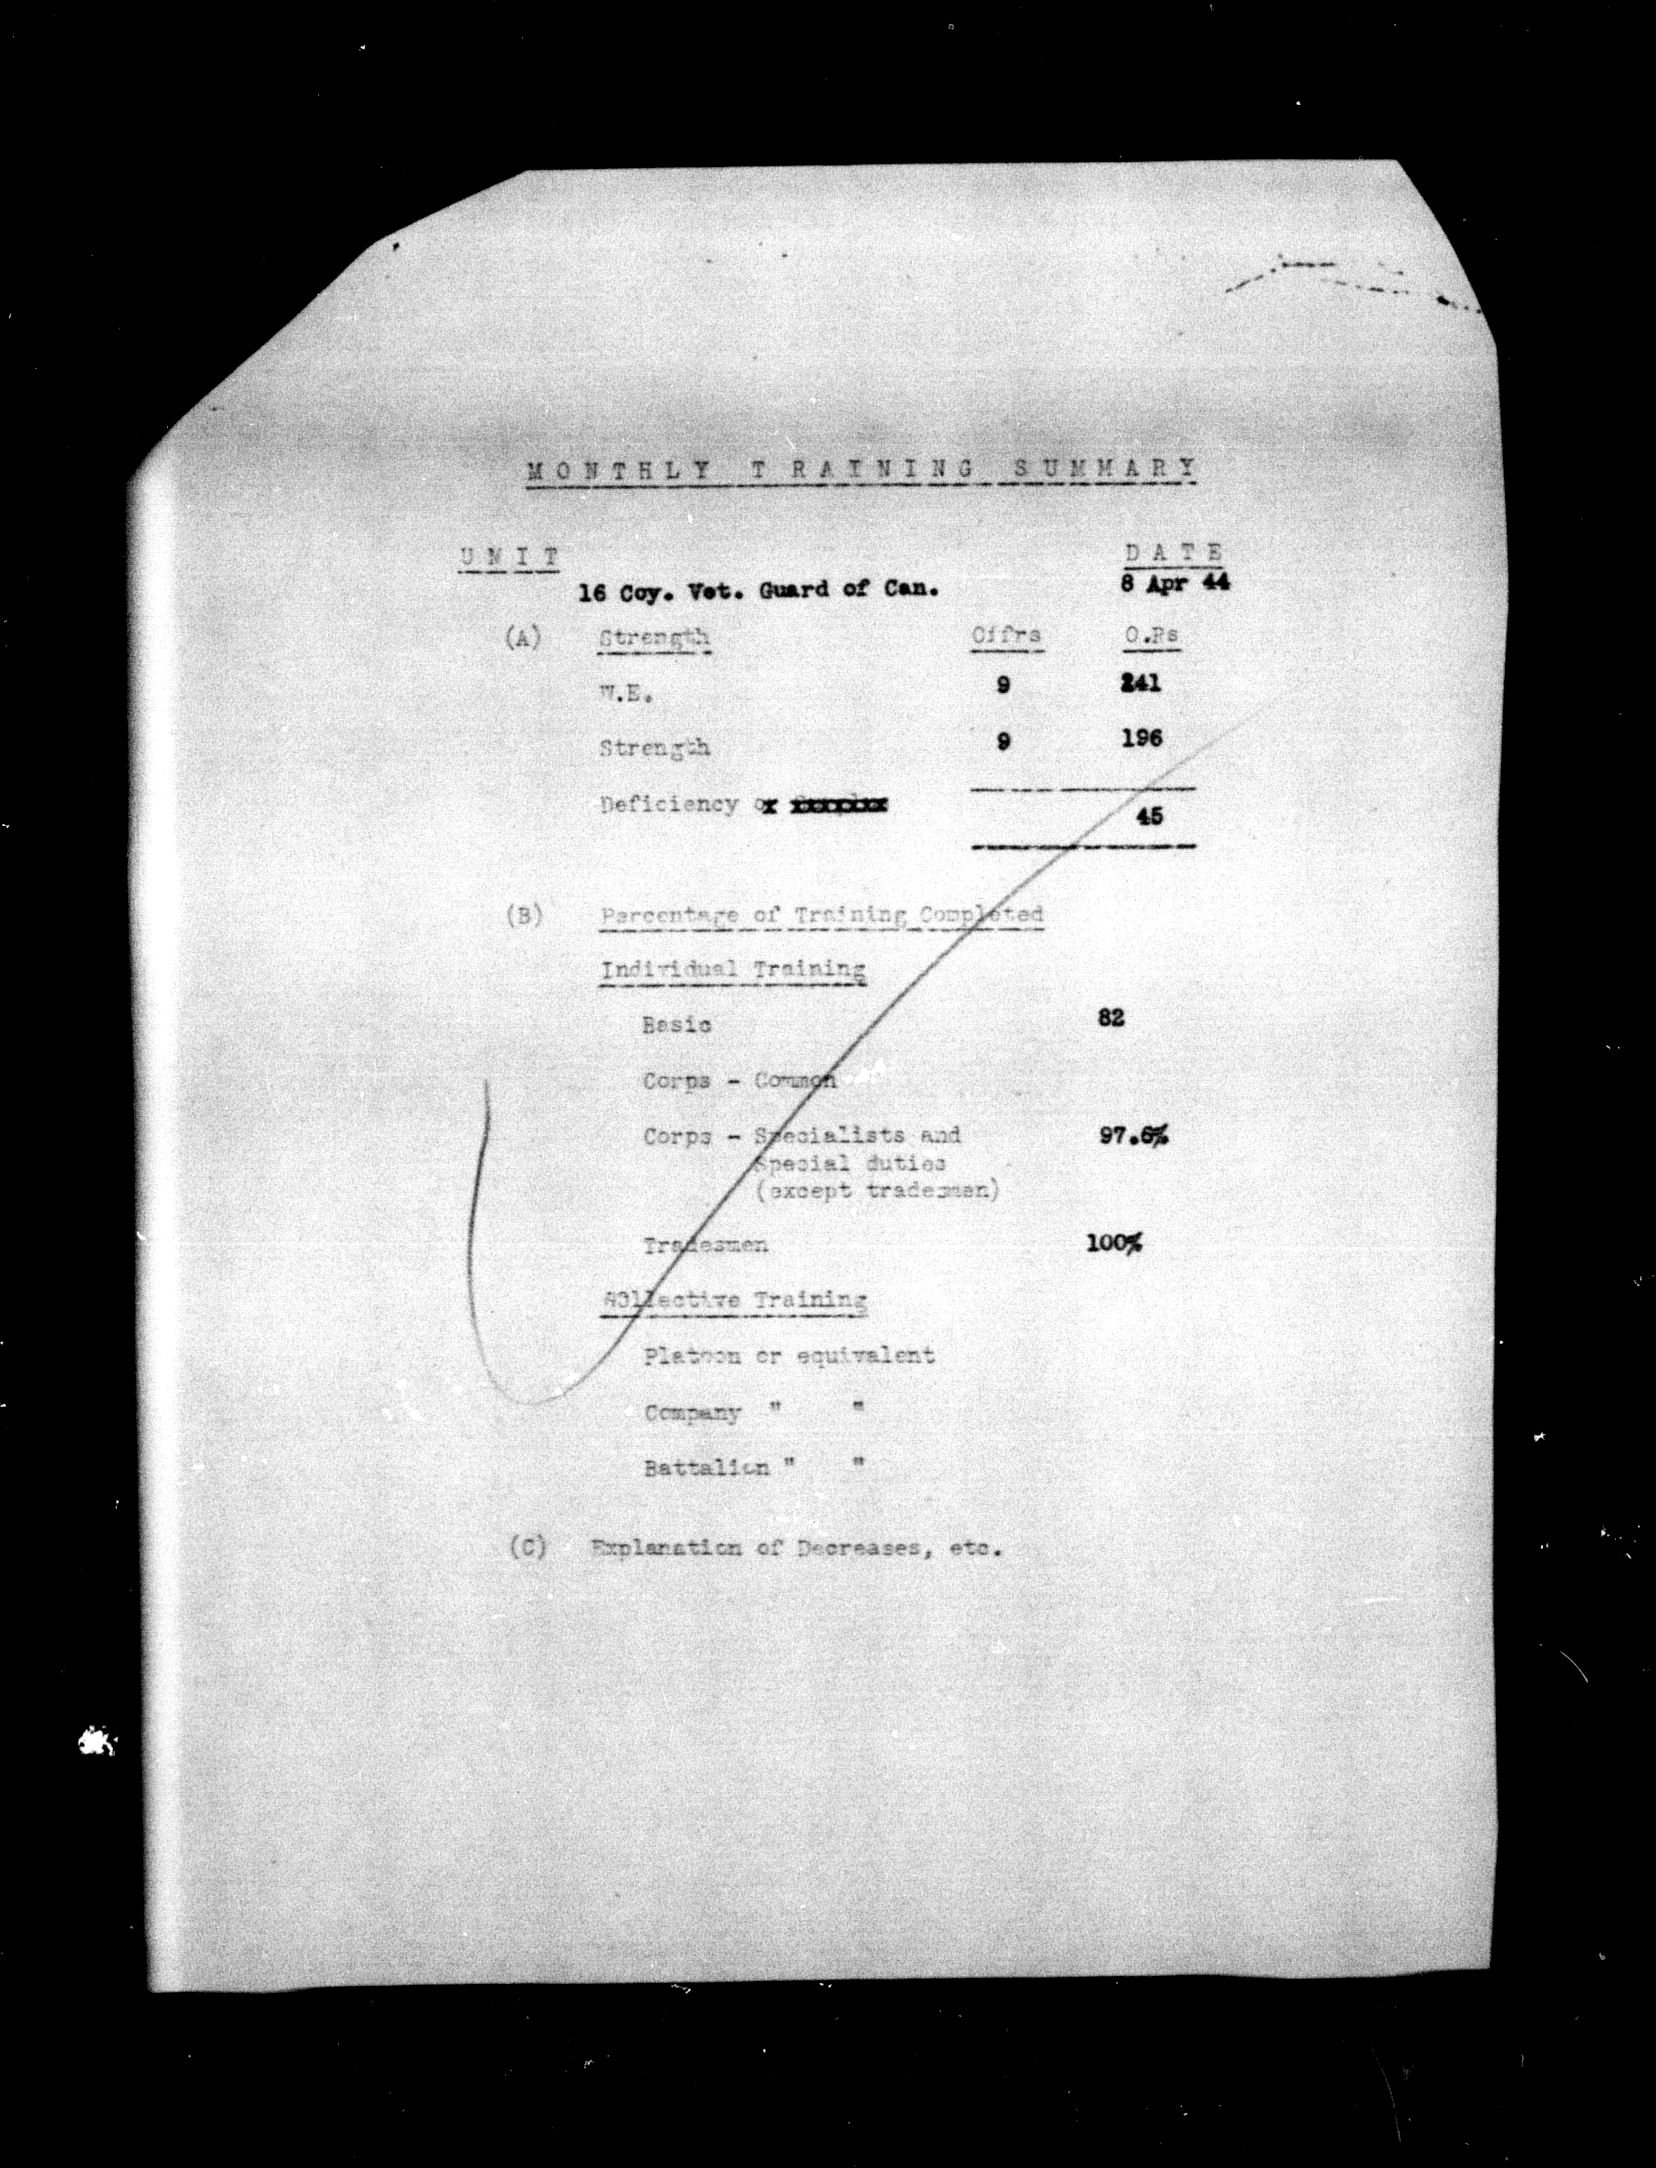 MONTHLY TRAINING SUMMARY
UNIT DATE
16 Coy. Vet. Guard of Can. 8 Apr 44
(A) Strength Offrs O.Rs
W.E. 9 241
Strength 9 196
Deficiency or
45
(B) Percentage of Training Completed
Individual Training
Basic 82
Corps - Common
Corps - Specialists and 97.6%
Special duties
(except tradesmen)
Tradesmen 100%
Collective Training
Platoon or equivalent
Company " "
Battalion " "
(C) Explanation of Decreases, etc.